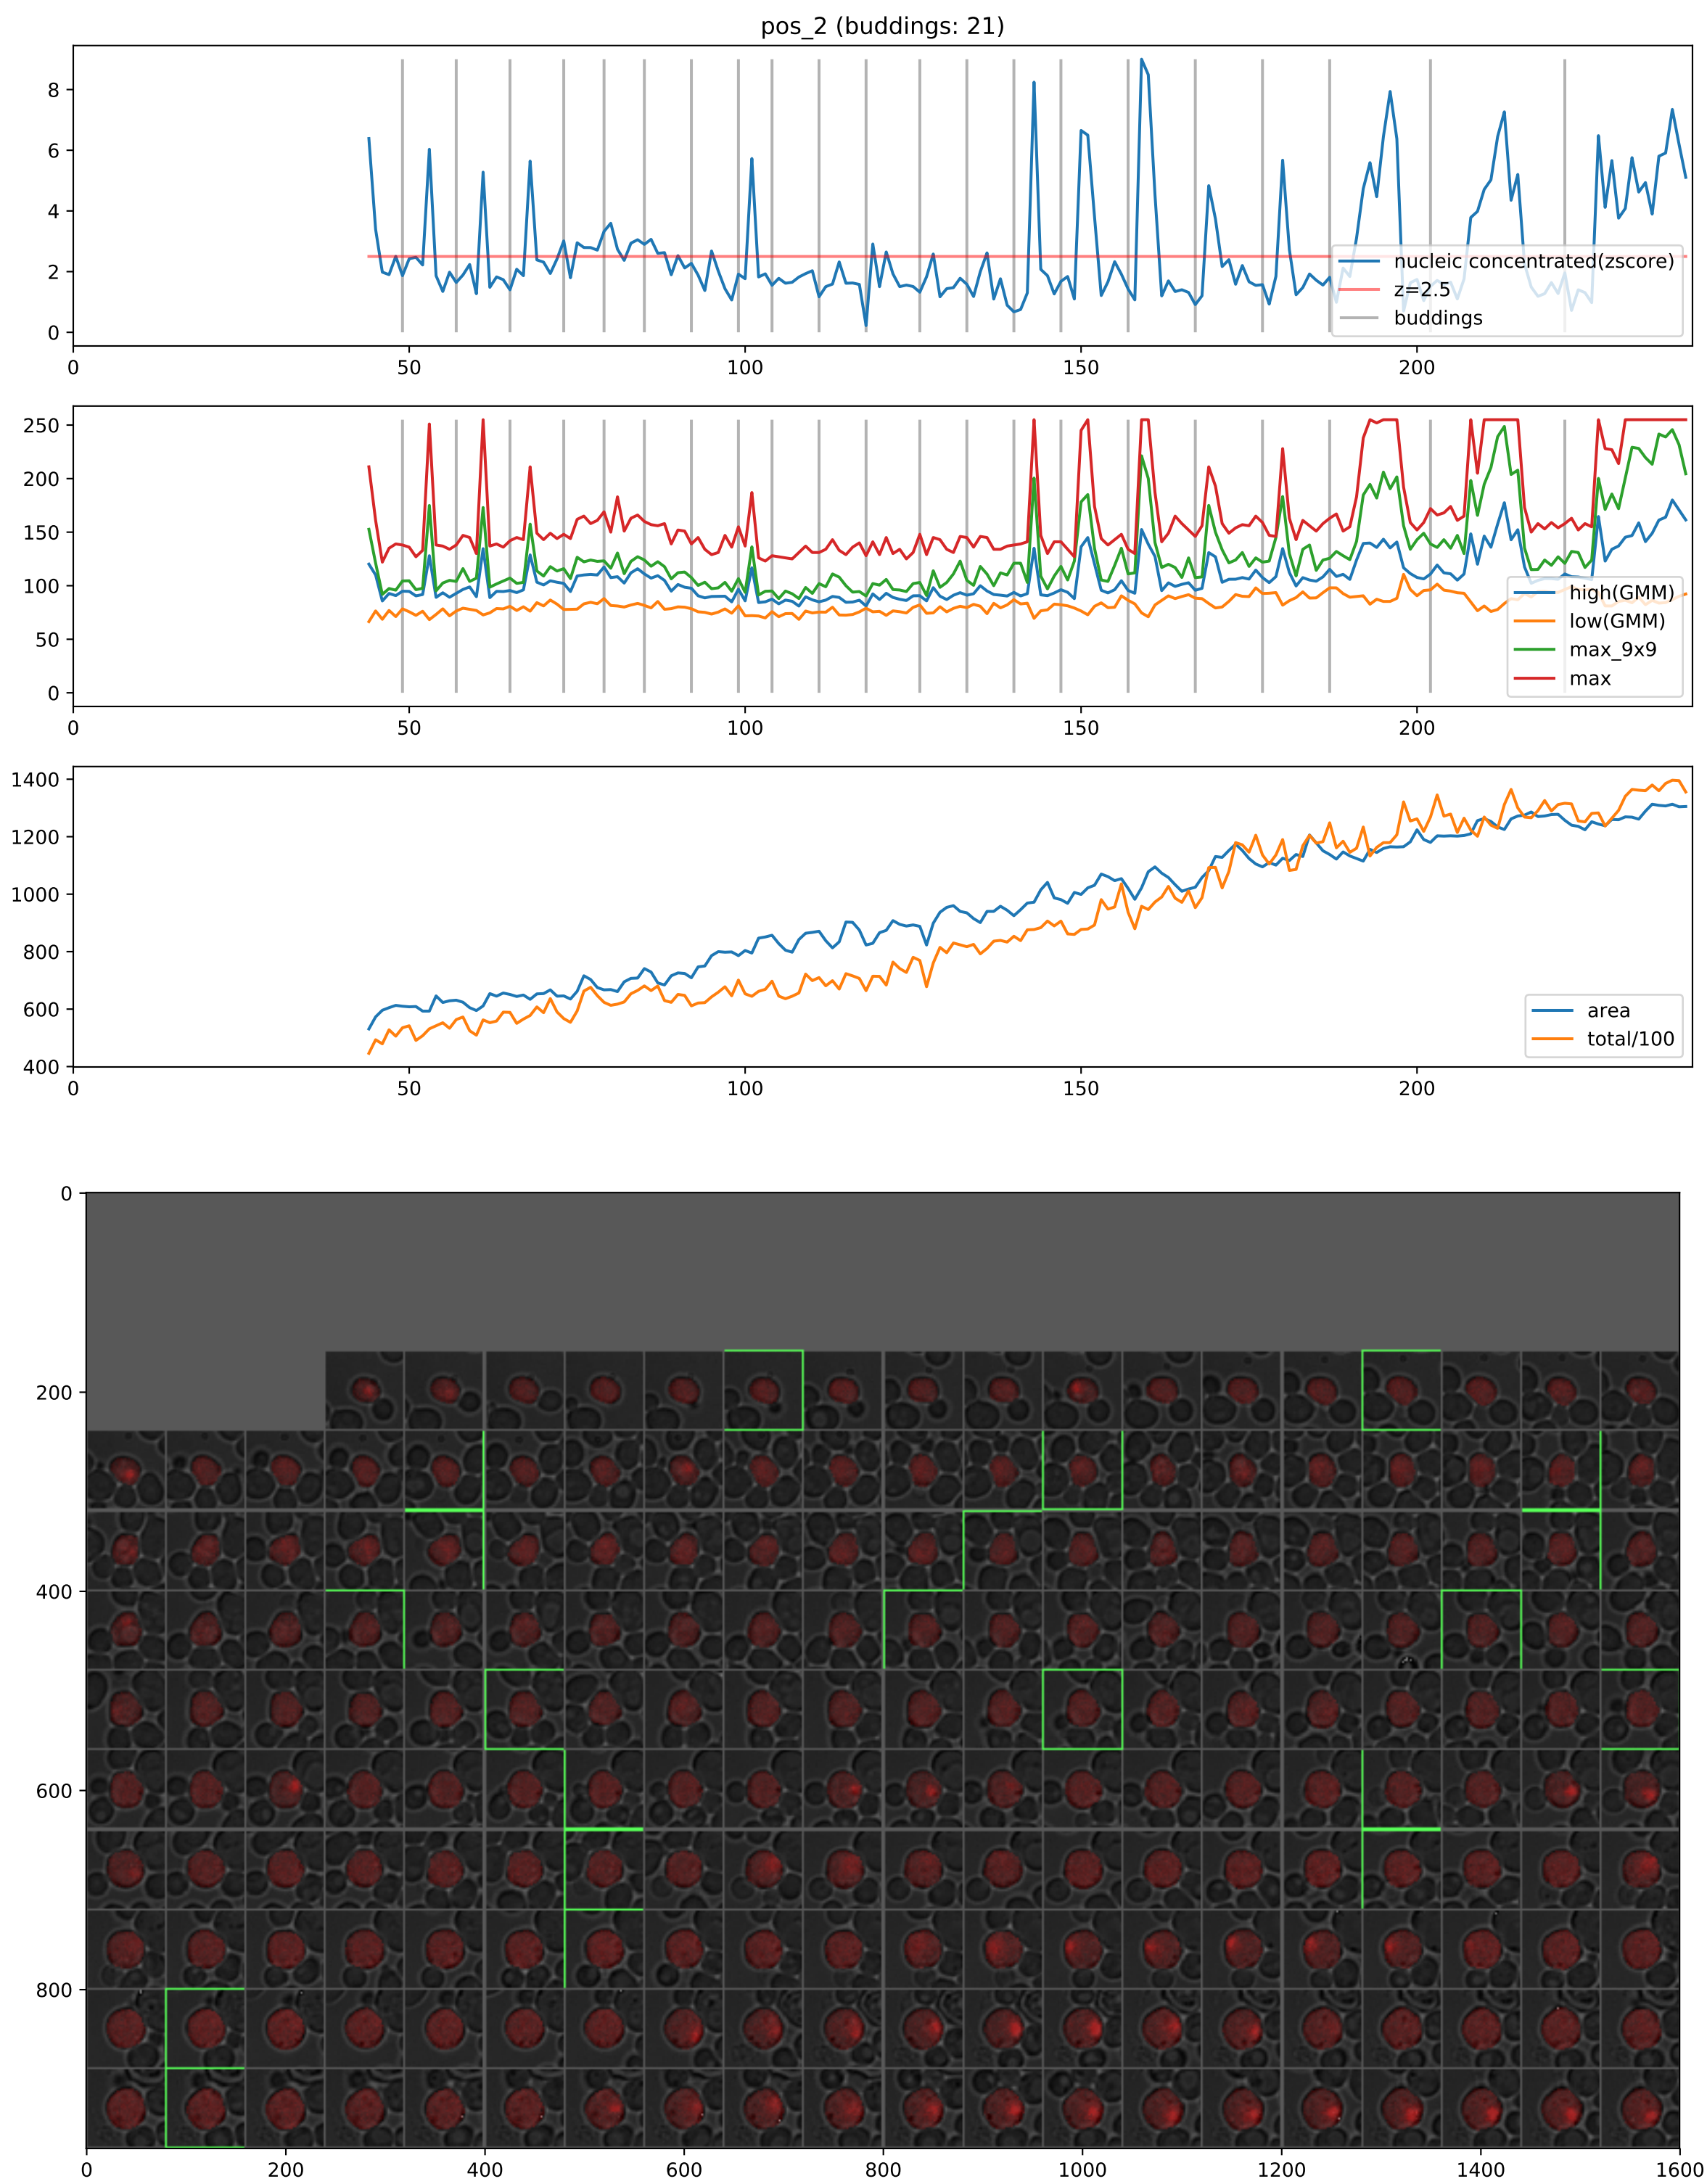 pos_2 (buddings: 21)
8
6
4
2
0
nucleic concentrated(zscore)
z=2.5
buddings
0 50 100 150 200
250
200
150
100
50
0
high(GMM)
low(GMM)
max_9x9
max
0 50 100 150 200
1400
1200
1000
800
600
400
area
total/100
0 50 100 150 200
0
200
400
600
800
0 200 400 600 800 1000 1200 1400 1600